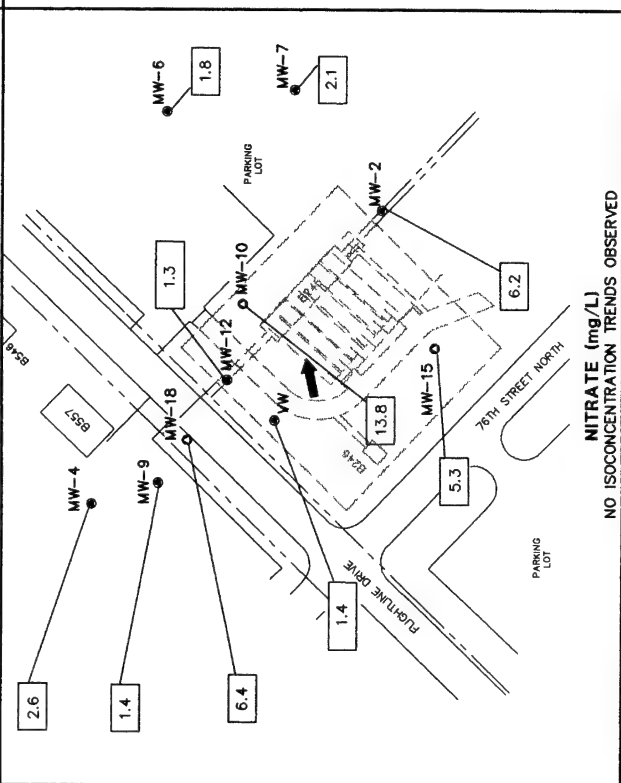 MW-6
1.8
MW-7
2.1
PARKING
LOT
MW-2
6.2
1.3
MW-10
MW-12
B546
B557
MW-18
VW
13.8
MW-15
5.3
76TH STREET NORTH
B246
MW-4
MW-9
FLIGHTLINE DRIVE
1.4
PARKING
LOT
2.6
1.4
6.4
NITRATE (mg/L)
NO ISOCONCENTRATION TRENDS OBSERVED